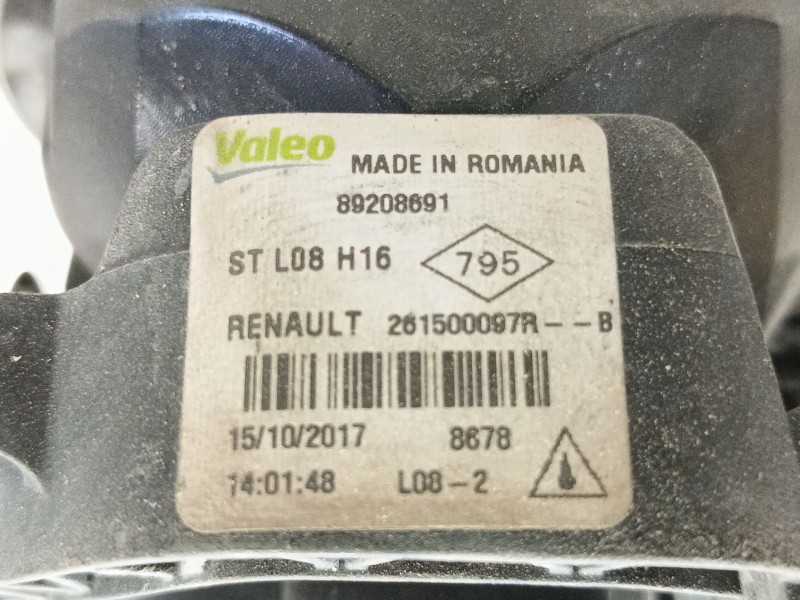 Valeo MADE IN ROMANIA
89208691
ST L08 H16 795
RENAULT 261500097R--B
15/10/2017 8678
14:01:48 L08-2